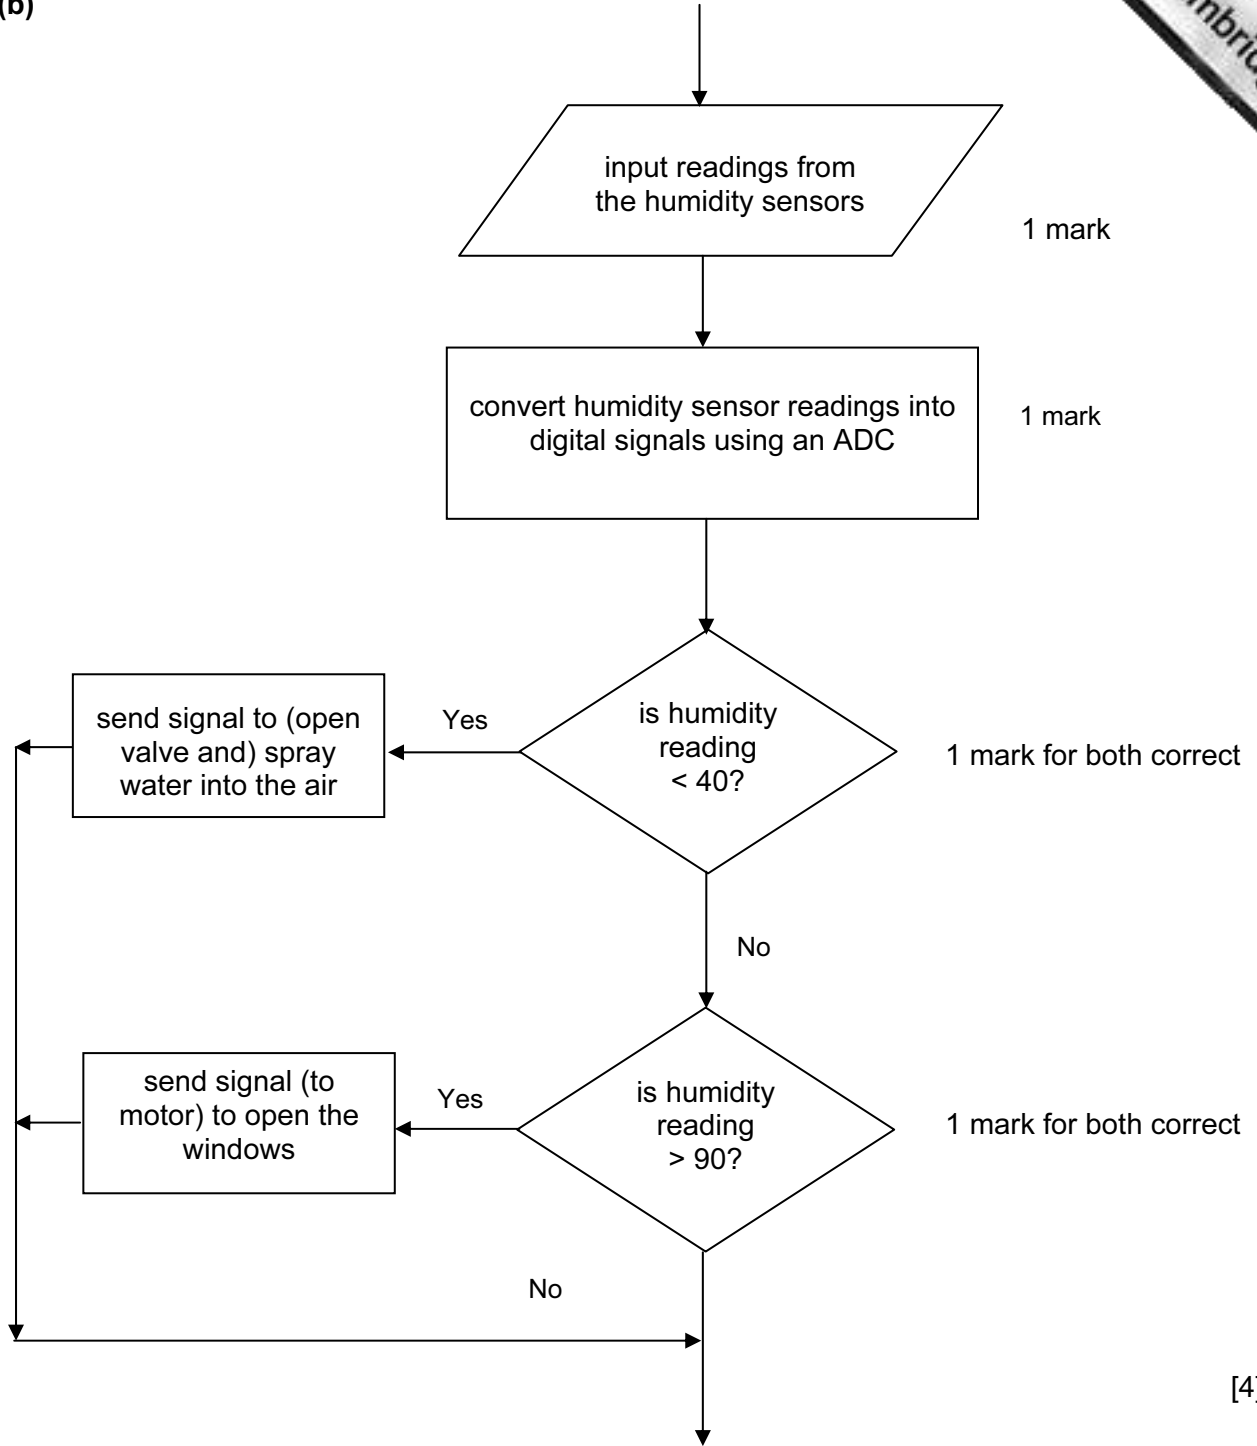 (b)
input readings from
the humidity sensors
1 mark
convert humidity sensor readings into
digital signals using an ADC
1 mark
send signal to (open
valve and) spray
water into the air
Yes
is humidity
reading
< 40?
1 mark for both correct
No
send signal (to
motor) to open the
windows
Yes
is humidity
reading
> 90?
1 mark for both correct
No
[4]